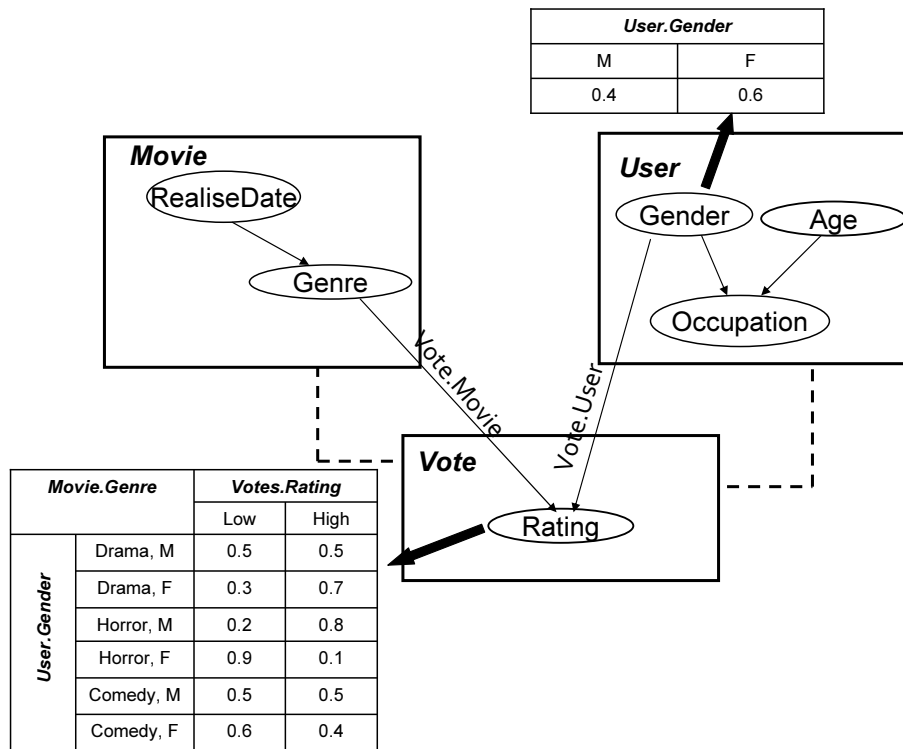 User.Gender
M F
0.4 0.6
Movie
RealiseDate
Genre
User
Gender
Age
Occupation
Vote.Movie
Vote.User
Vote
Rating
Movie.Genre Votes.Rating
Low High
User.Gender
Drama, M 0.5 0.5
Drama, F 0.3 0.7
Horror, M 0.2 0.8
Horror, F 0.9 0.1
Comedy, M 0.5 0.5
Comedy, F 0.6 0.4